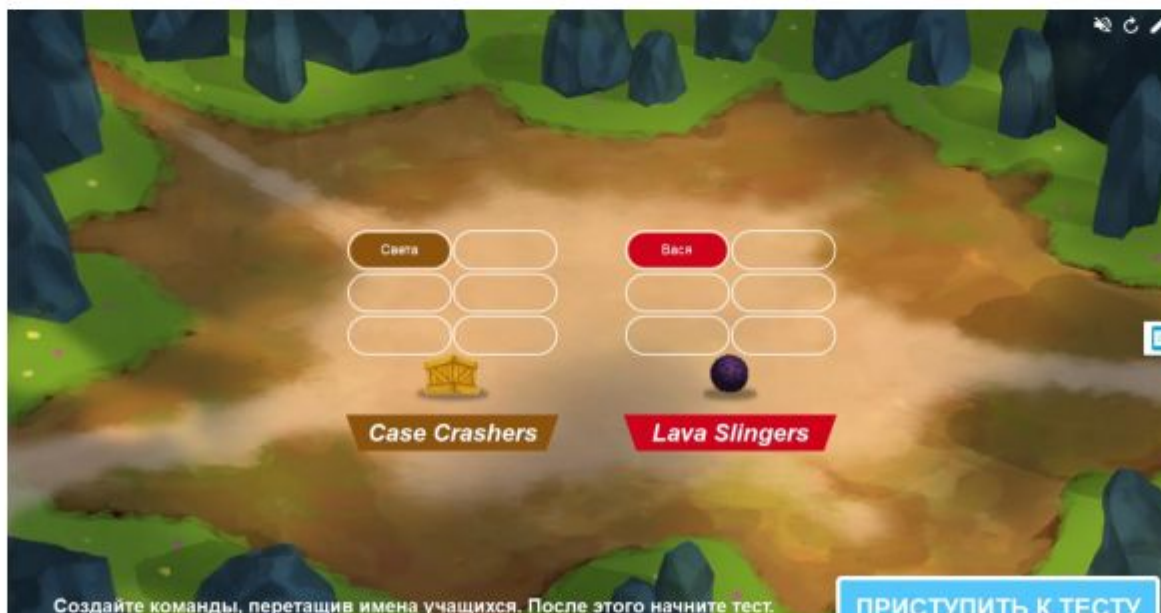 Света
Вася
Case Crashers
Lava Slingers
Создайте команды, перетащив имена учащихся. После этого начните тест.
ПРИСТУПИТЬ К ТЕСТУ